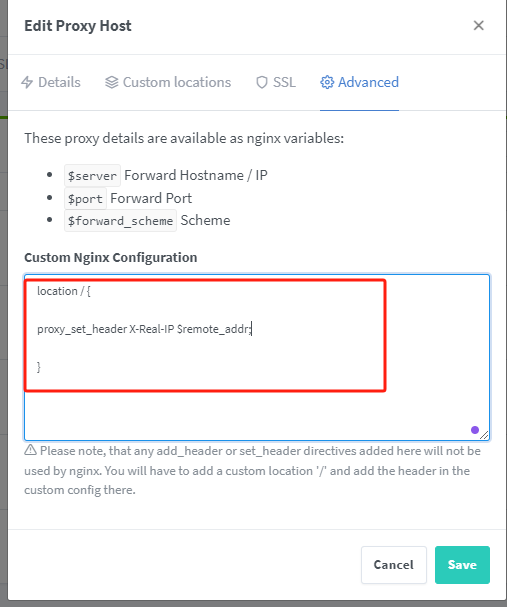 Edit Proxy Host
Details
Custom locations
SSL
Advanced
These proxy details are available as nginx variables:
$server Forward Hostname / IP
$port Forward Port
$forward_scheme Scheme
Custom Nginx Configuration
location / {
proxy_set_header X-Real-IP $remote_addr;
}
Please note, that any add_header or set_header directives added here will not
be used by nginx. You will have to add a custom location '/' and add the header in the
custom config there.
Cancel
Save